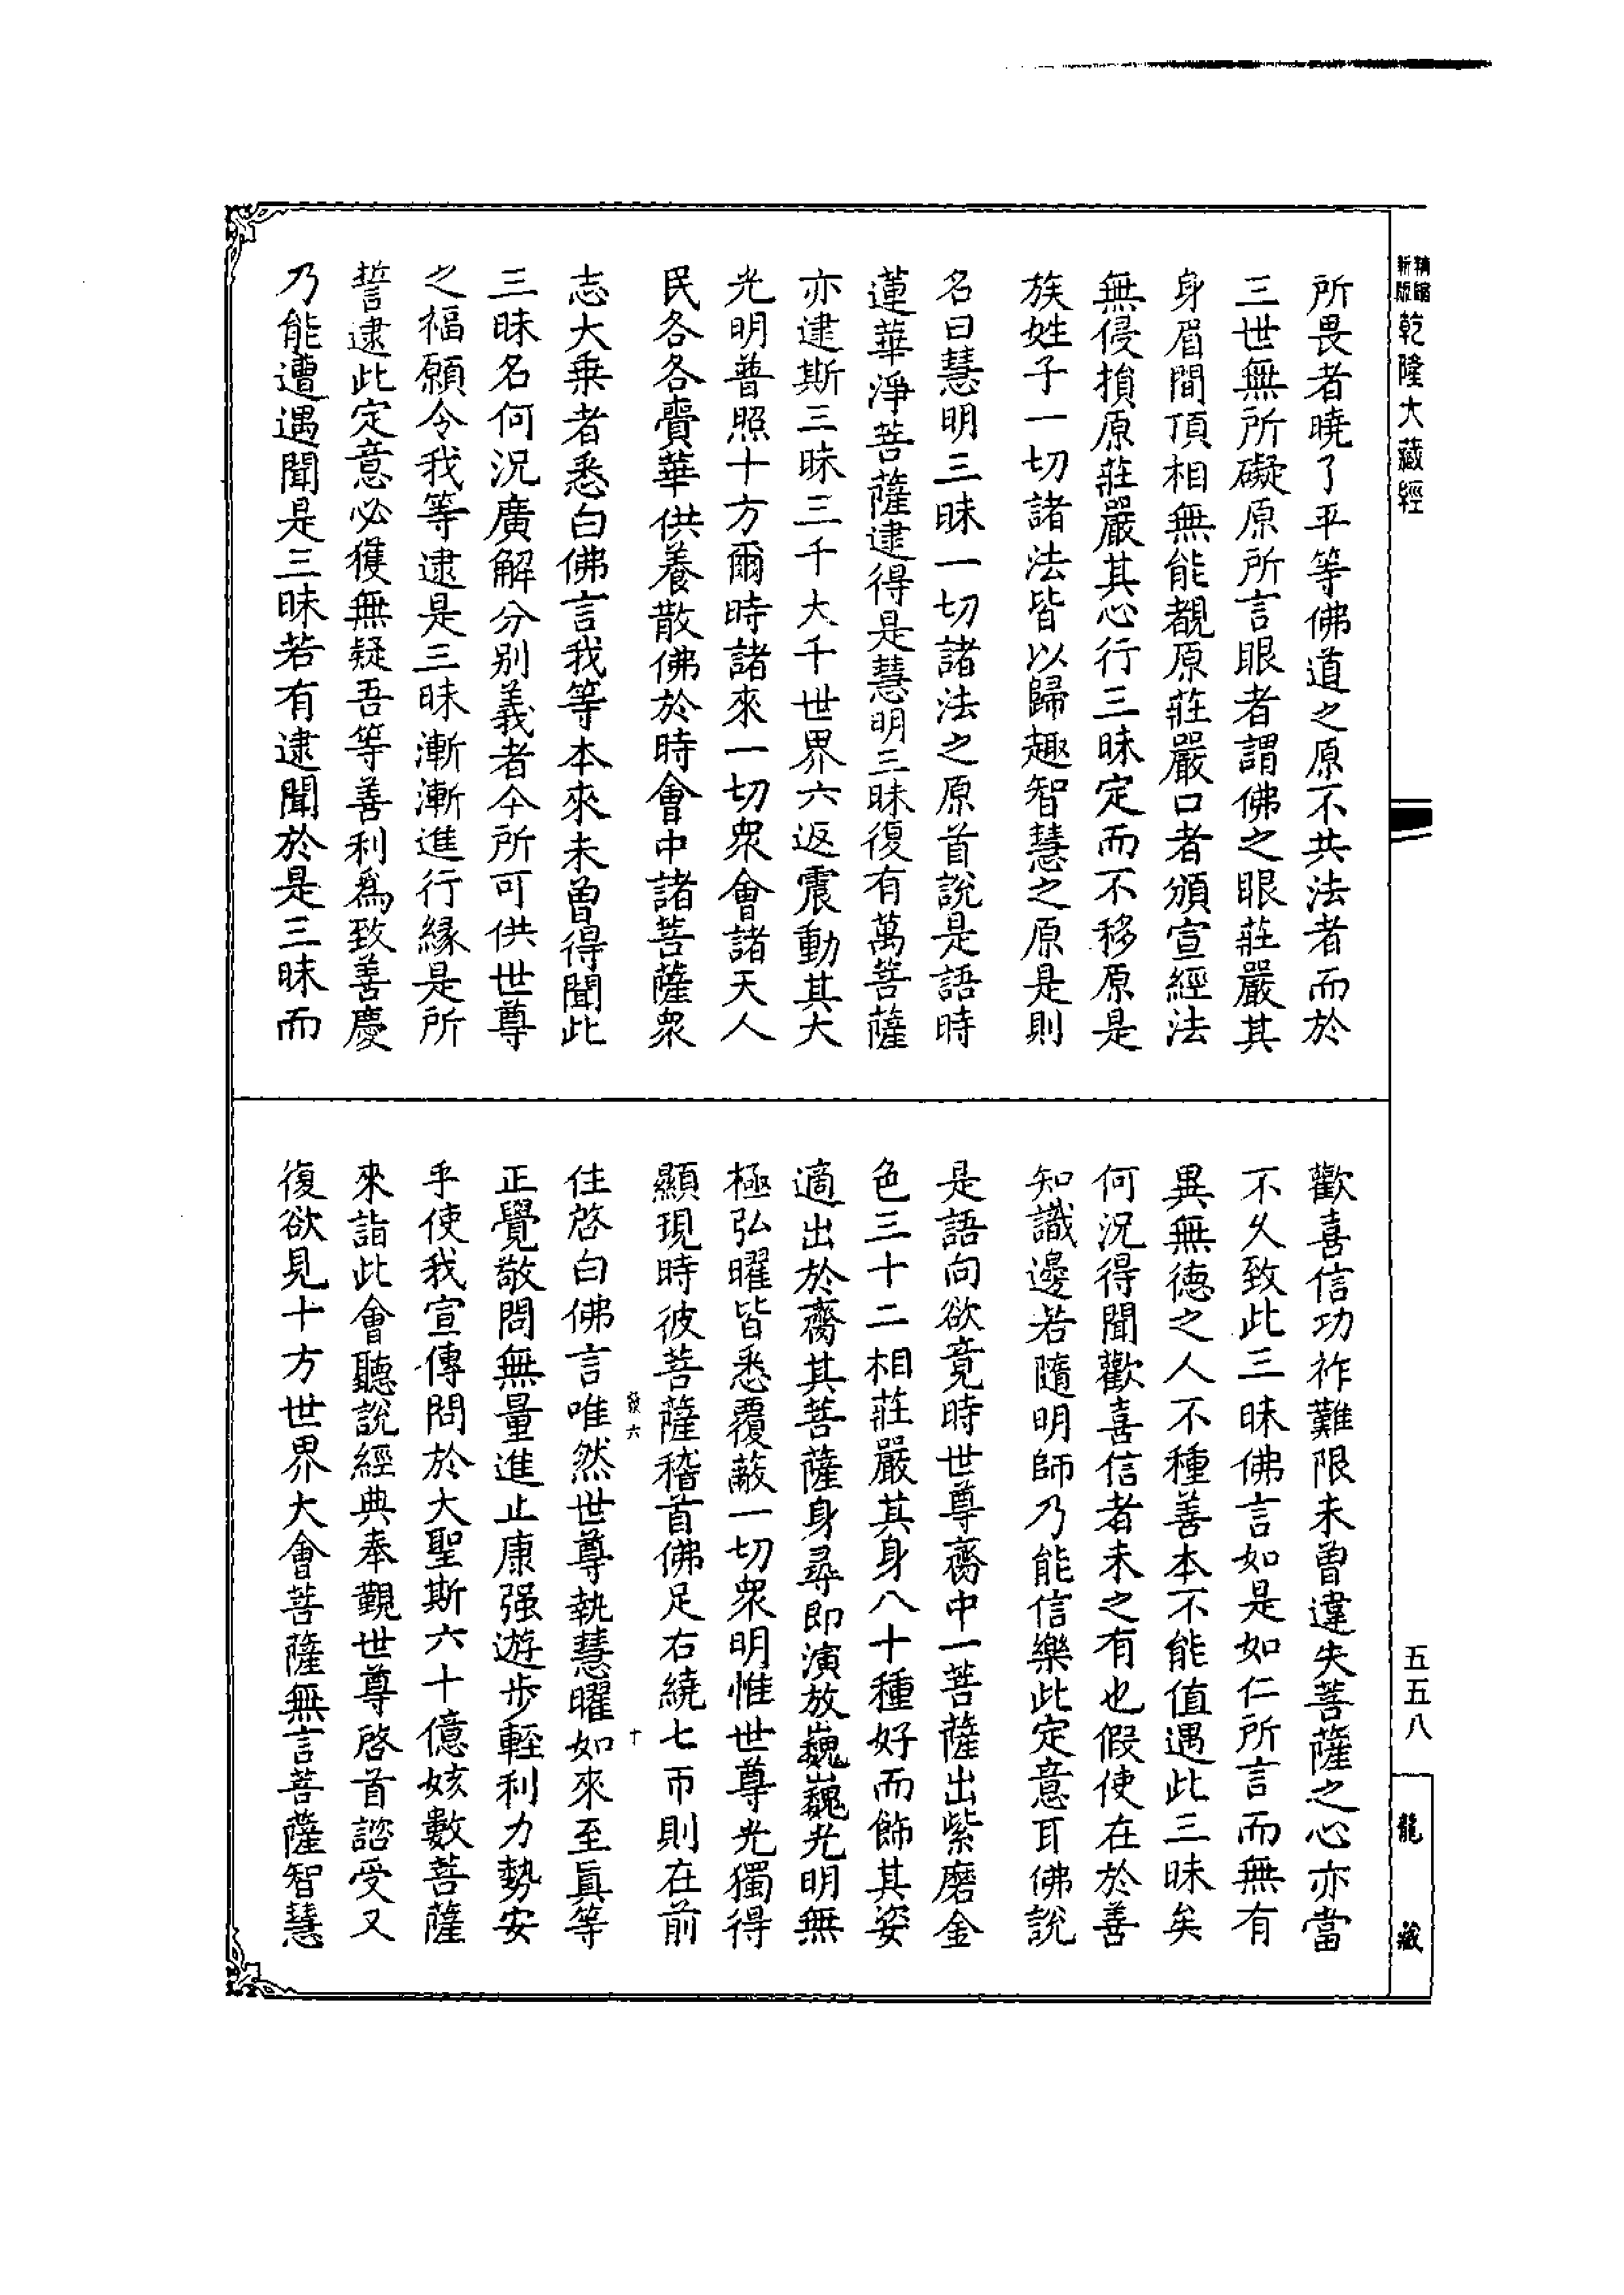 精縮新版乾隆大藏經
所畏者曉了平等佛道之原不共法者而於
三世無所礙原所言眼者謂佛之眼莊嚴其
身眉間頂相無能覩原莊嚴口者頒宣經法
無侵損原莊嚴其心行三昧定而不移原是
族姓子一切諸法皆以歸趣智慧之原是則
名曰慧明三昧一切諸法之原首說是語時
蓮華淨菩薩逮得是慧明三昧復有萬菩薩
亦逮斯三昧三千大千世界六返震動其大
光明普照十方爾時諸來一切衆會諸天人
民各各賷華供養散佛於時會中諸菩薩衆
志大乗者悉白佛言我等本來未曾得聞此
三昧名何況廣解分別義者今所可供世尊
之福願令我等逮是三昧漸漸進行縁是所
誓逮此定意必獲無疑吾等善利爲致善慶
乃能遭遇聞是三昧若有逮聞於是三昧而
歡喜信功祚難限未曾違失菩薩之心亦當
不久致此三昧佛言如是如仁所言而無有
異無德之人不種善本不能值遇此三昧矣
何況得聞歡喜信者未之有也假使在於善
知識邊若隨明師乃能信樂此定意耳佛說
是語向欲竟時世尊齎中一菩薩出紫磨金
色三十二相莊嚴其身八十種好而飾其姿
適出於齎其菩薩身尋即演放巍巍光明無
極弘曜皆悉覆蔽一切衆明惟世尊光獨得
顯現時彼菩薩稽首佛足右繞七帀則在前
發六 十
住啓白佛言唯然世尊執慧曜如來至眞等
正覺敬問無量進止康强遊步輕利力勢安
乎使我宣傳問於大聖斯六十億姟數菩薩
來詣此會聽說經典奉覲世尊啓首諮受又
復欲見十方世界大會菩薩無言菩薩智慧
五五八
龍藏